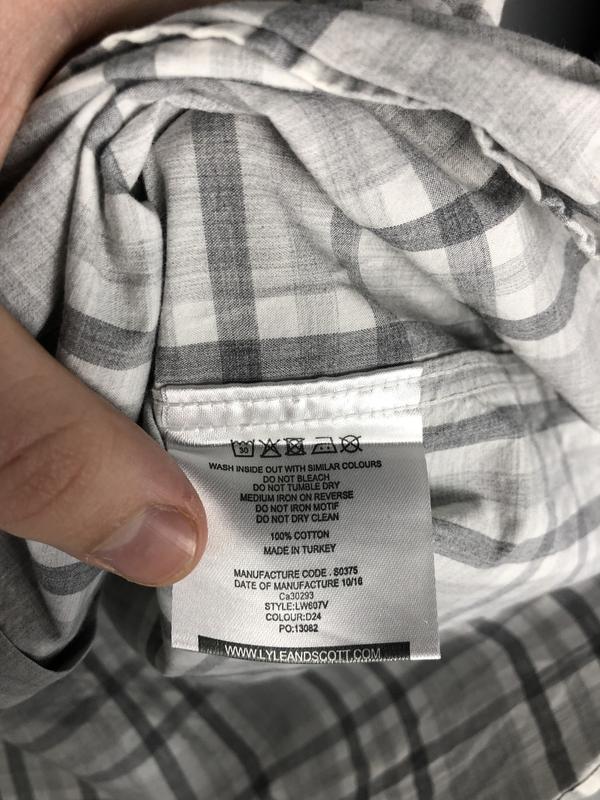 30
WASH INSIDE OUT WITH SIMILAR COLOURS
DO NOT BLEACH
DO NOT TUMBLE DRY
MEDIUM IRON ON REVERSE
DO NOT IRON MOTIF
DO NOT DRY CLEAN
100% COTTON
MADE IN TURKEY
MANUFACTURE CODE . S0375
DATE OF MANUFACTURE 10/16
Ca30293
STYLE:LW607V
COLOUR:D24
PO:13082
WWW.LYLEANDSCOTT.COM